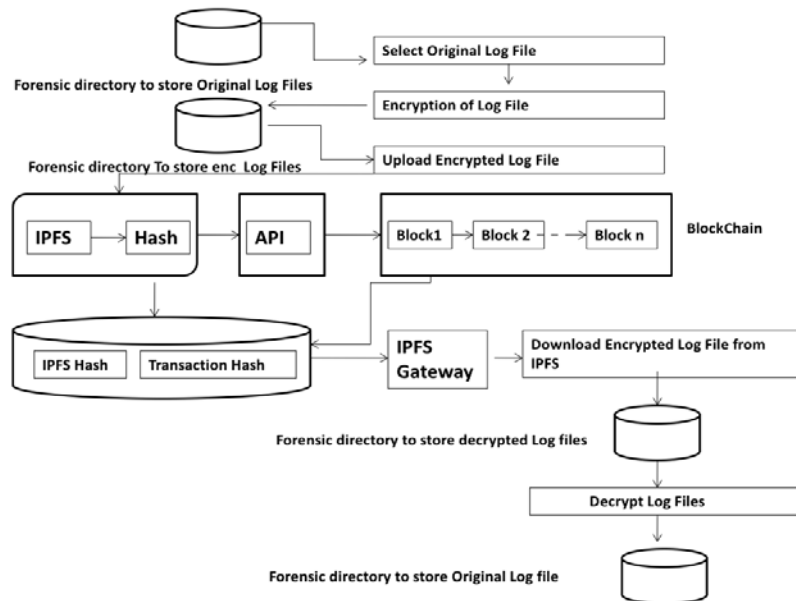 Select Original Log File
Forensic directory to store Original Log Files
Encryption of Log File
Upload Encrypted Log File
Forensic directory To store enc Log Files
IPFS
Hash
API
Block1
Block 2
Block n
BlockChain
IPFS Hash
Transaction Hash
IPFS
Gateway
Download Encrypted Log File from
IPFS
Forensic directory to store decrypted Log files
Decrypt Log Files
Forensic directory to store Original Log file